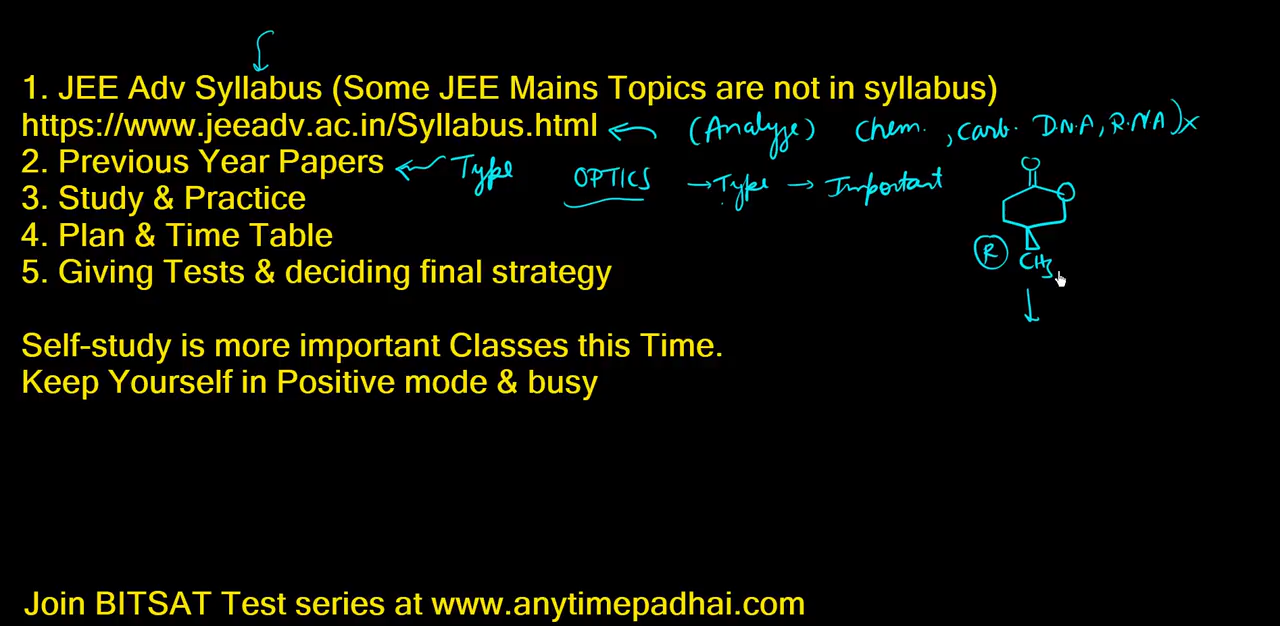 1. JEE Adv Syllabus (Some JEE Mains Topics are not in syllabus)
https://www.jeeadv.ac.in/Syllabus.html (Analyze) Chem., Carb. D.N.A, R.N.A) x
2. Previous Year Papers Type OPTICS → Type → Important
O
O
3. Study & Practice
4. Plan & Time Table
R CH3
5. Giving Tests & deciding final strategy
Self-study is more important Classes this Time.
Keep Yourself in Positive mode & busy
Join BITSAT Test series at www.anytimepadhai.com